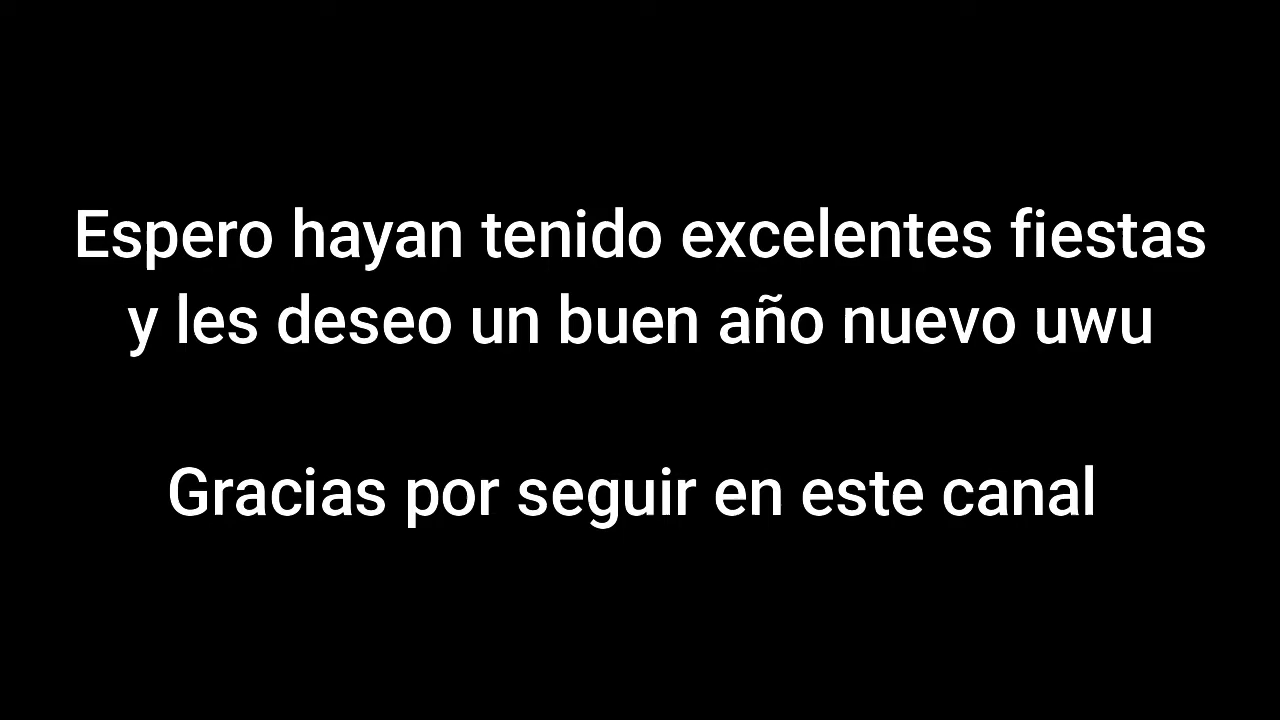 Espero hayan tenido excelentes fiestas
y les deseo un buen año nuevo uwu
Gracias por seguir en este canal